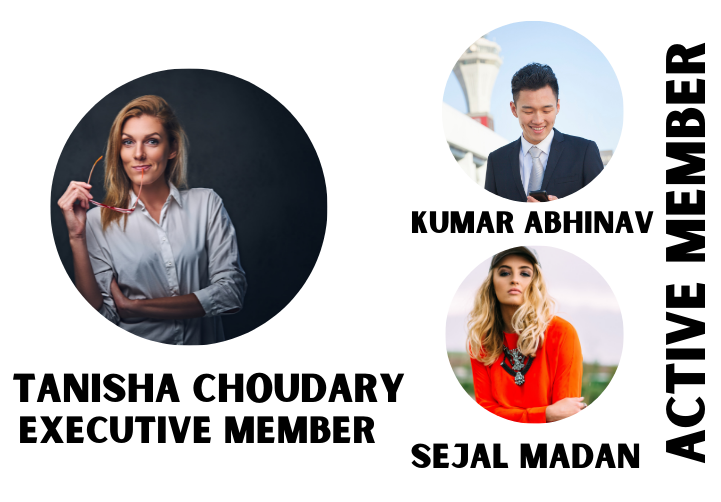 TANISHA CHOUDARY
EXECUTIVE MEMBER
KUMAR ABHINAV
SEJAL MADAN
ACTIVE MEMBER